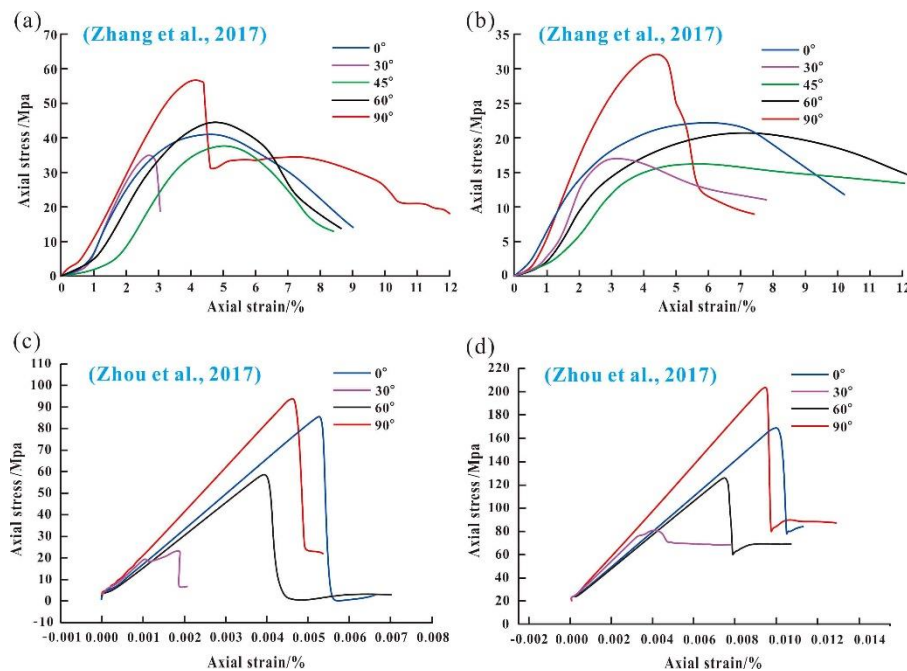 (a)
(Zhang et al., 2017)
0°
30°
45°
60°
90°
Axial stress /Mpa
70
60
50
40
30
20
10
0
0 1 2 3 4 5 6 7 8 9 10 11 12
Axial strain/%
(b)
(Zhang et al., 2017)
0°
30°
45°
60°
90°
Axial stress /Mpa
35
30
25
20
15
10
5
0
0 1 2 3 4 5 6 7 8 9 10 11 12
Axial strain/%
(c)
(Zhou et al., 2017)
0°
30°
60°
90°
Axial stress /Mpa
110
100
90
80
70
60
50
40
30
20
10
0
-10
-0.001 0.000 0.001 0.002 0.003 0.004 0.005 0.006 0.007 0.008
Axial strain/%
(d)
(Zhou et al., 2017)
0°
30°
60°
90°
Axial stress /Mpa
220
200
180
160
140
120
100
80
60
40
20
0
-0.002 0.000 0.002 0.004 0.006 0.008 0.010 0.012 0.014
Axial strain/%